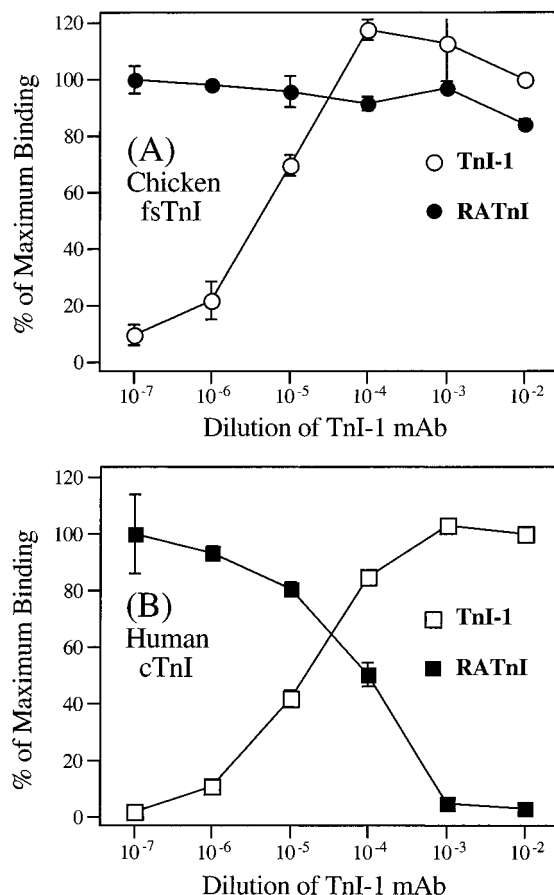 120
100
80
60
40
20
0
% of Maximum Binding
(A)
Chicken
fsTnI
TnI-1
RATnI
10-7 10-6 10-5 10-4 10-3 10-2
Dilution of TnI-1 mAb
120
100
80
60
40
20
0
% of Maximum Binding
(B)
Human
cTnI
TnI-1
RATnI
10-7 10-6 10-5 10-4 10-3 10-2
Dilution of TnI-1 mAb